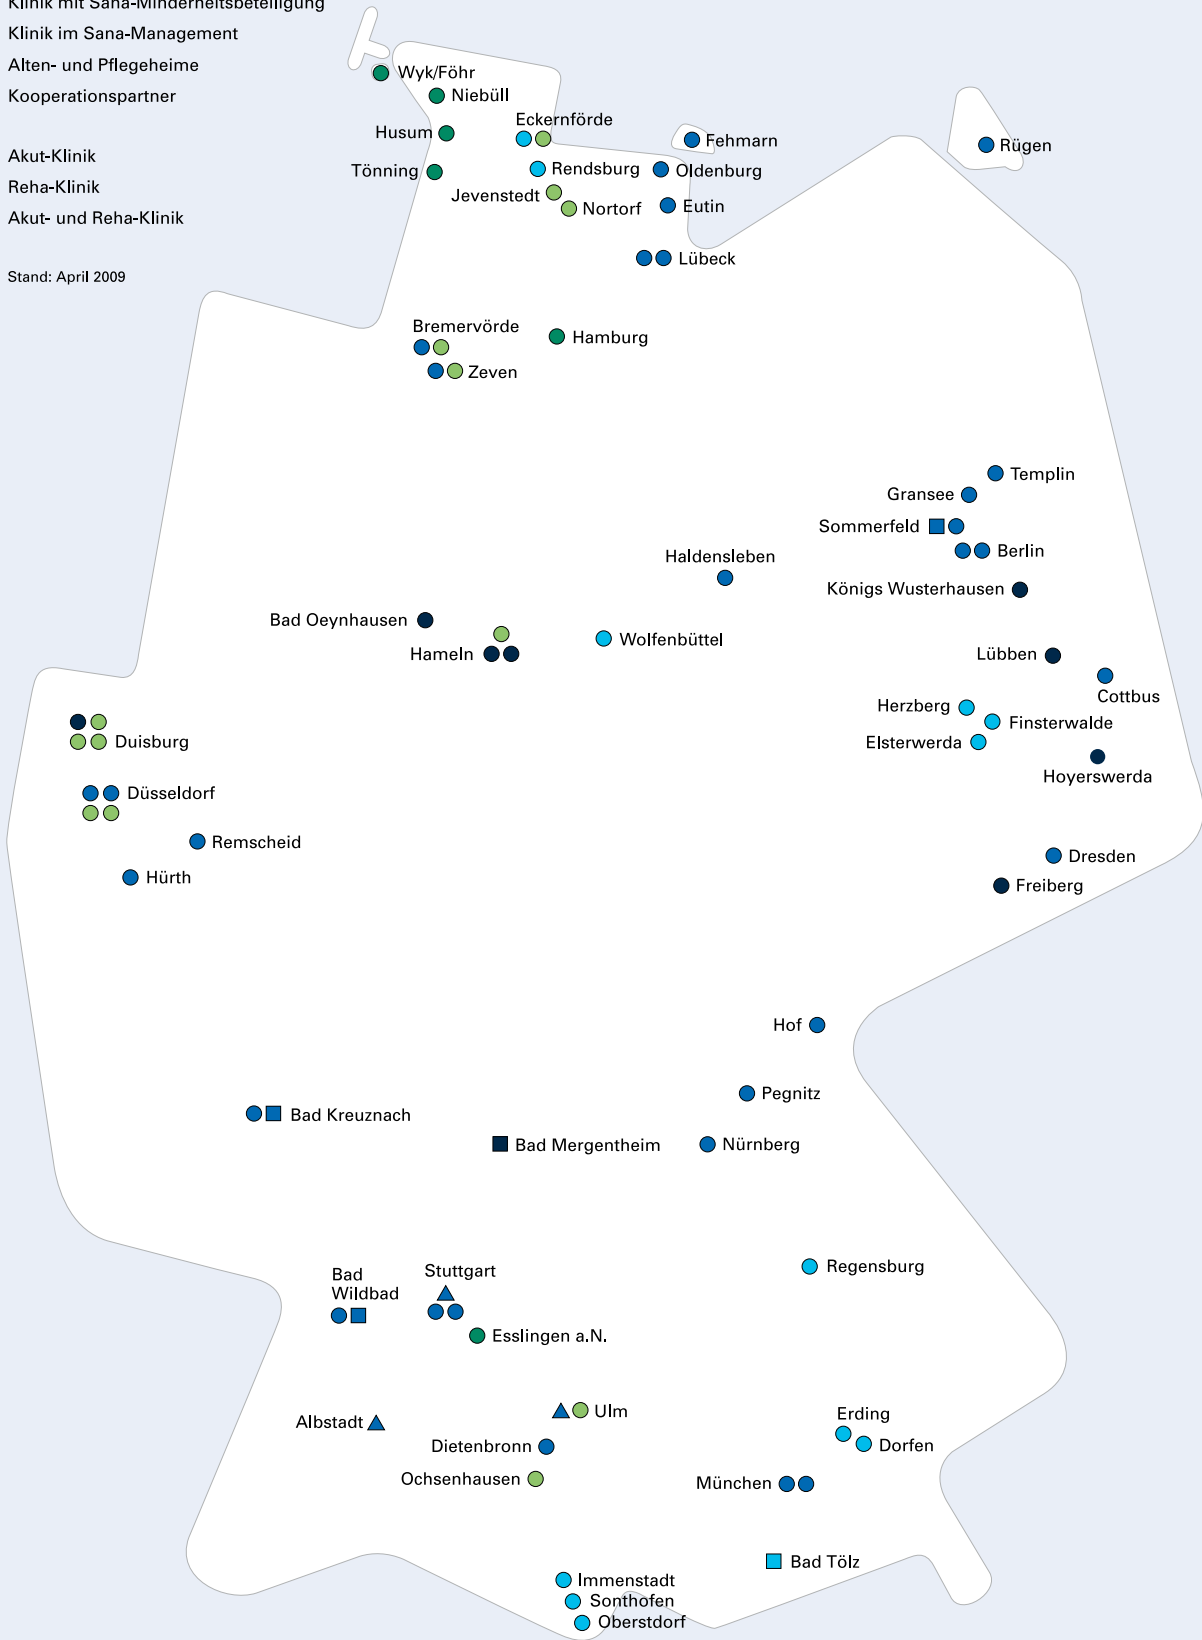 Klinik mit Sana-Minderheitsbeteiligung
Klinik im Sana-Management
Alten- und Pflegeheime
Kooperationspartner
Akut-Klinik
Reha-Klinik
Akut- und Reha-Klinik
Stand: April 2009
Wyk/Föhr
Niebüll
Husum
Eckernförde
Fehmarn
Rügen
Tönning
Rendsburg
Oldenburg
Jevenstedt
Nortorf
Eutin
Lübeck
Bremervörde
Hamburg
Zeven
Templin
Gransee
Sommerfeld
Berlin
Haldensleben
Königs Wusterhausen
Bad Oeynhausen
Wolfenbüttel
Hameln
Lübben
Cottbus
Herzberg
Finsterwalde
Duisburg
Elsterwerda
Hoyerswerda
Düsseldorf
Remscheid
Dresden
Hürth
Freiberg
Hof
Pegnitz
Bad Kreuznach
Bad Mergentheim
Nürnberg
Regensburg
Bad
Wildbad
Stuttgart
Esslingen a.N.
Ulm
Erding
Albstadt
Dietenbronn
Dorfen
Ochsenhausen
München
Bad Tölz
Immenstadt
Sonthofen
Oberstdorf